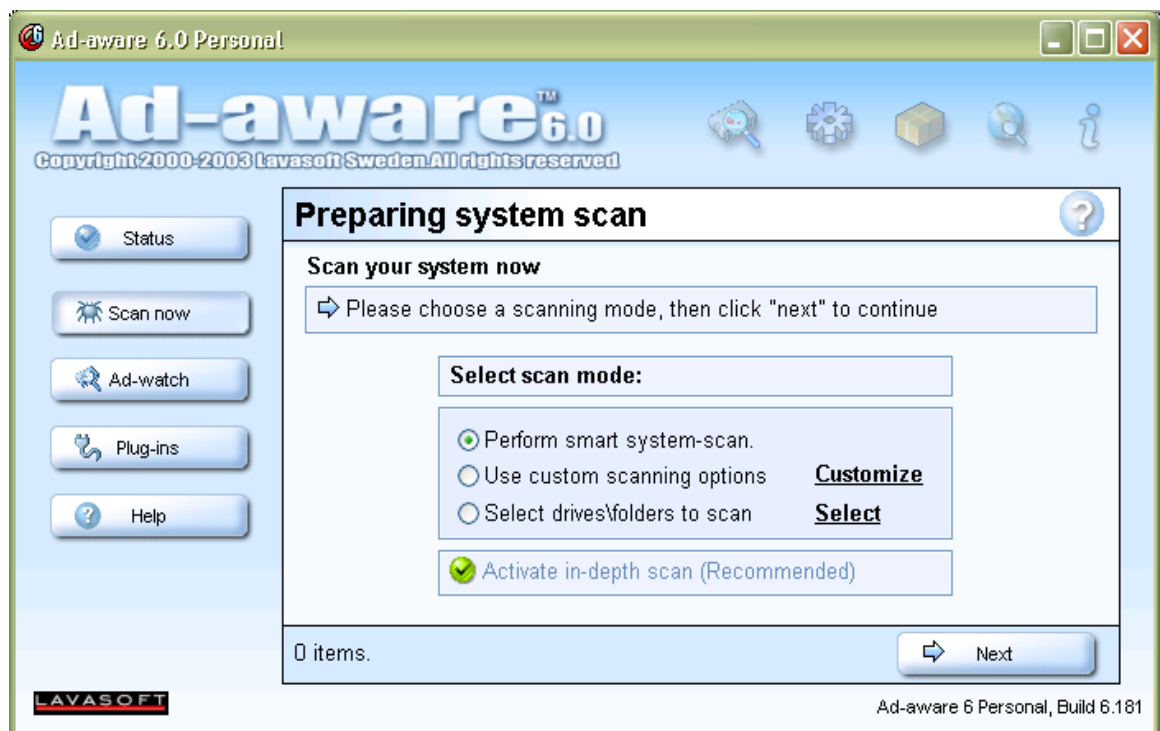 Ad-aware 6.0 Personal
Ad-aware™ 6.0
Copyright 2000-2003 Lavasoft Sweden.All rights reserved
Status
Scan now
Ad-watch
Plug-ins
Help
Preparing system scan
Scan your system now
Please choose a scanning mode, then click "next" to continue
Select scan mode:
Perform smart system-scan.
Use custom scanning options Customize
Select drives\folders to scan Select
Activate in-depth scan (Recommended)
0 items.
Next
LAVASOFT
Ad-aware 6 Personal, Build 6.181